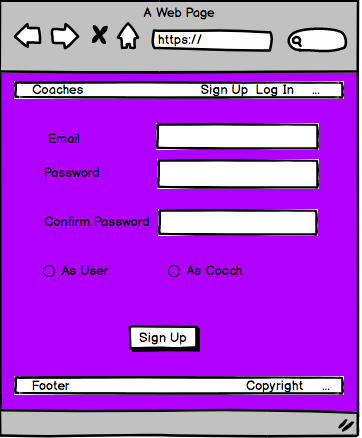 A Web Page
https://
Coaches Sign Up Log In ...
Email
Password
Confirm Password
As User As Coach
Sign Up
Footer Copyright ...